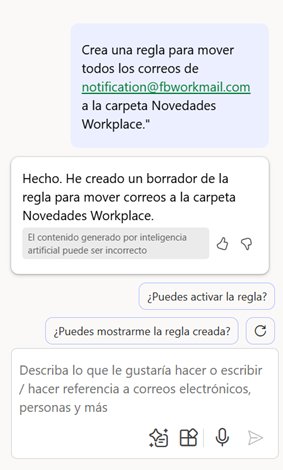 Crea una regla para mover
todos los correos de
notification@fbworkmail.com
a la carpeta Novedades
Workplace."
Hecho. He creado un borrador de la
regla para mover correos a la carpeta
Novedades Workplace.
El contenido generado por inteligencia
artificial puede ser incorrecto
¿Puedes activar la regla?
¿Puedes mostrarme la regla creada?
Describa lo que le gustaría hacer o escribir
/ hacer referencia a correos electrónicos,
personas y más